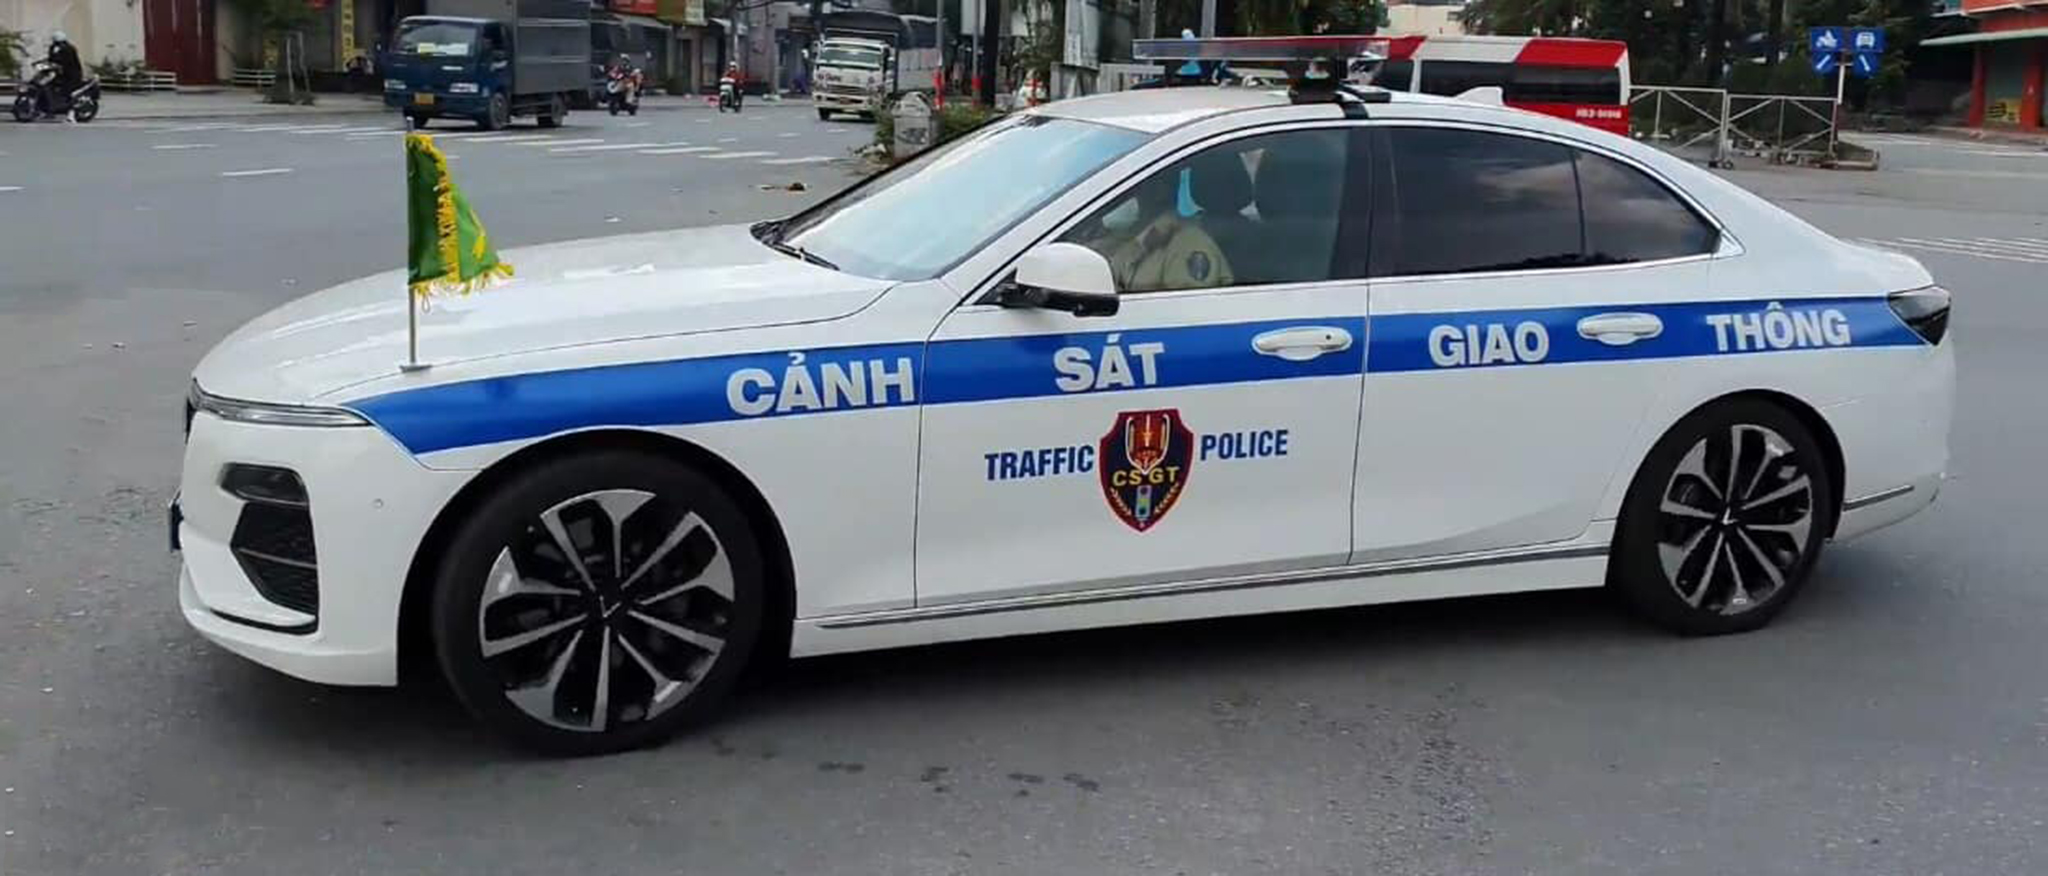 CẢNH SÁT GIAO THÔNG
TRAFFIC POLICE
CSGT